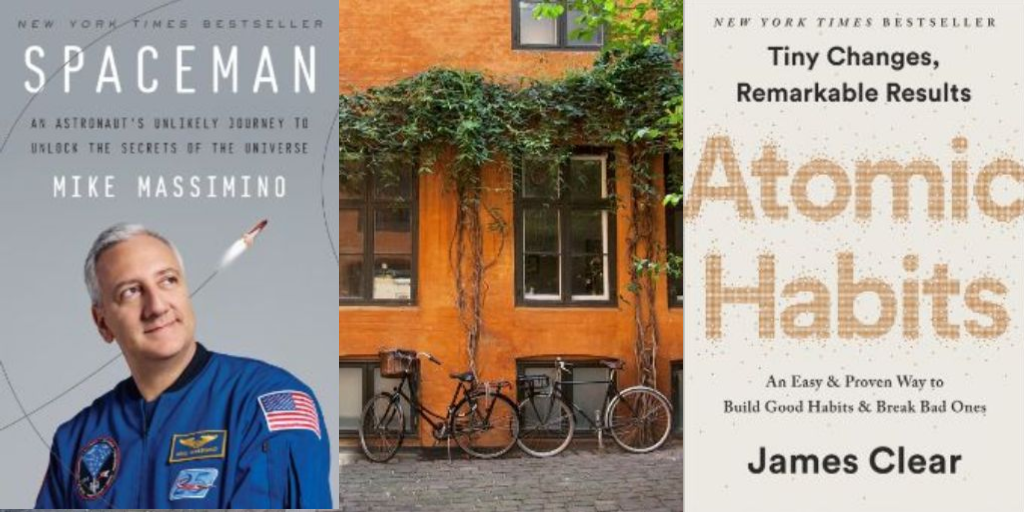 NEW YORK TIMES BESTSELLER
SPACEMAN
AN ASTRONAUT'S UNLIKELY JOURNEY TO
UNLOCK THE SECRETS OF THE UNIVERSE
MIKE MASSIMINO
25
NEW YORK TIMES BESTSELLER
Tiny Changes,
Remarkable Results
Atomic
Habits
An Easy & Proven Way to
Build Good Habits & Break Bad Ones
James Clear